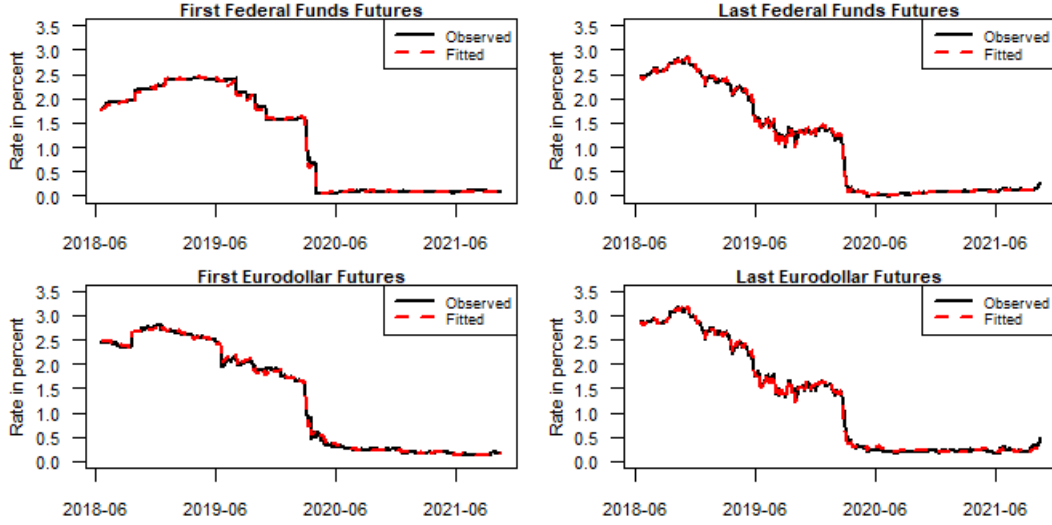 First Federal Funds Futures
Rate in percent
3.5
3.0
2.5
2.0
1.5
1.0
0.5
0.0
Observed
Fitted
2018-06 2019-06 2020-06 2021-06
Last Federal Funds Futures
Rate in percent
3.5
3.0
2.5
2.0
1.5
1.0
0.5
0.0
Observed
Fitted
2018-06 2019-06 2020-06 2021-06
First Eurodollar Futures
Rate in percent
3.5
3.0
2.5
2.0
1.5
1.0
0.5
0.0
Observed
Fitted
2018-06 2019-06 2020-06 2021-06
Last Eurodollar Futures
Rate in percent
3.5
3.0
2.5
2.0
1.5
1.0
0.5
0.0
Observed
Fitted
2018-06 2019-06 2020-06 2021-06